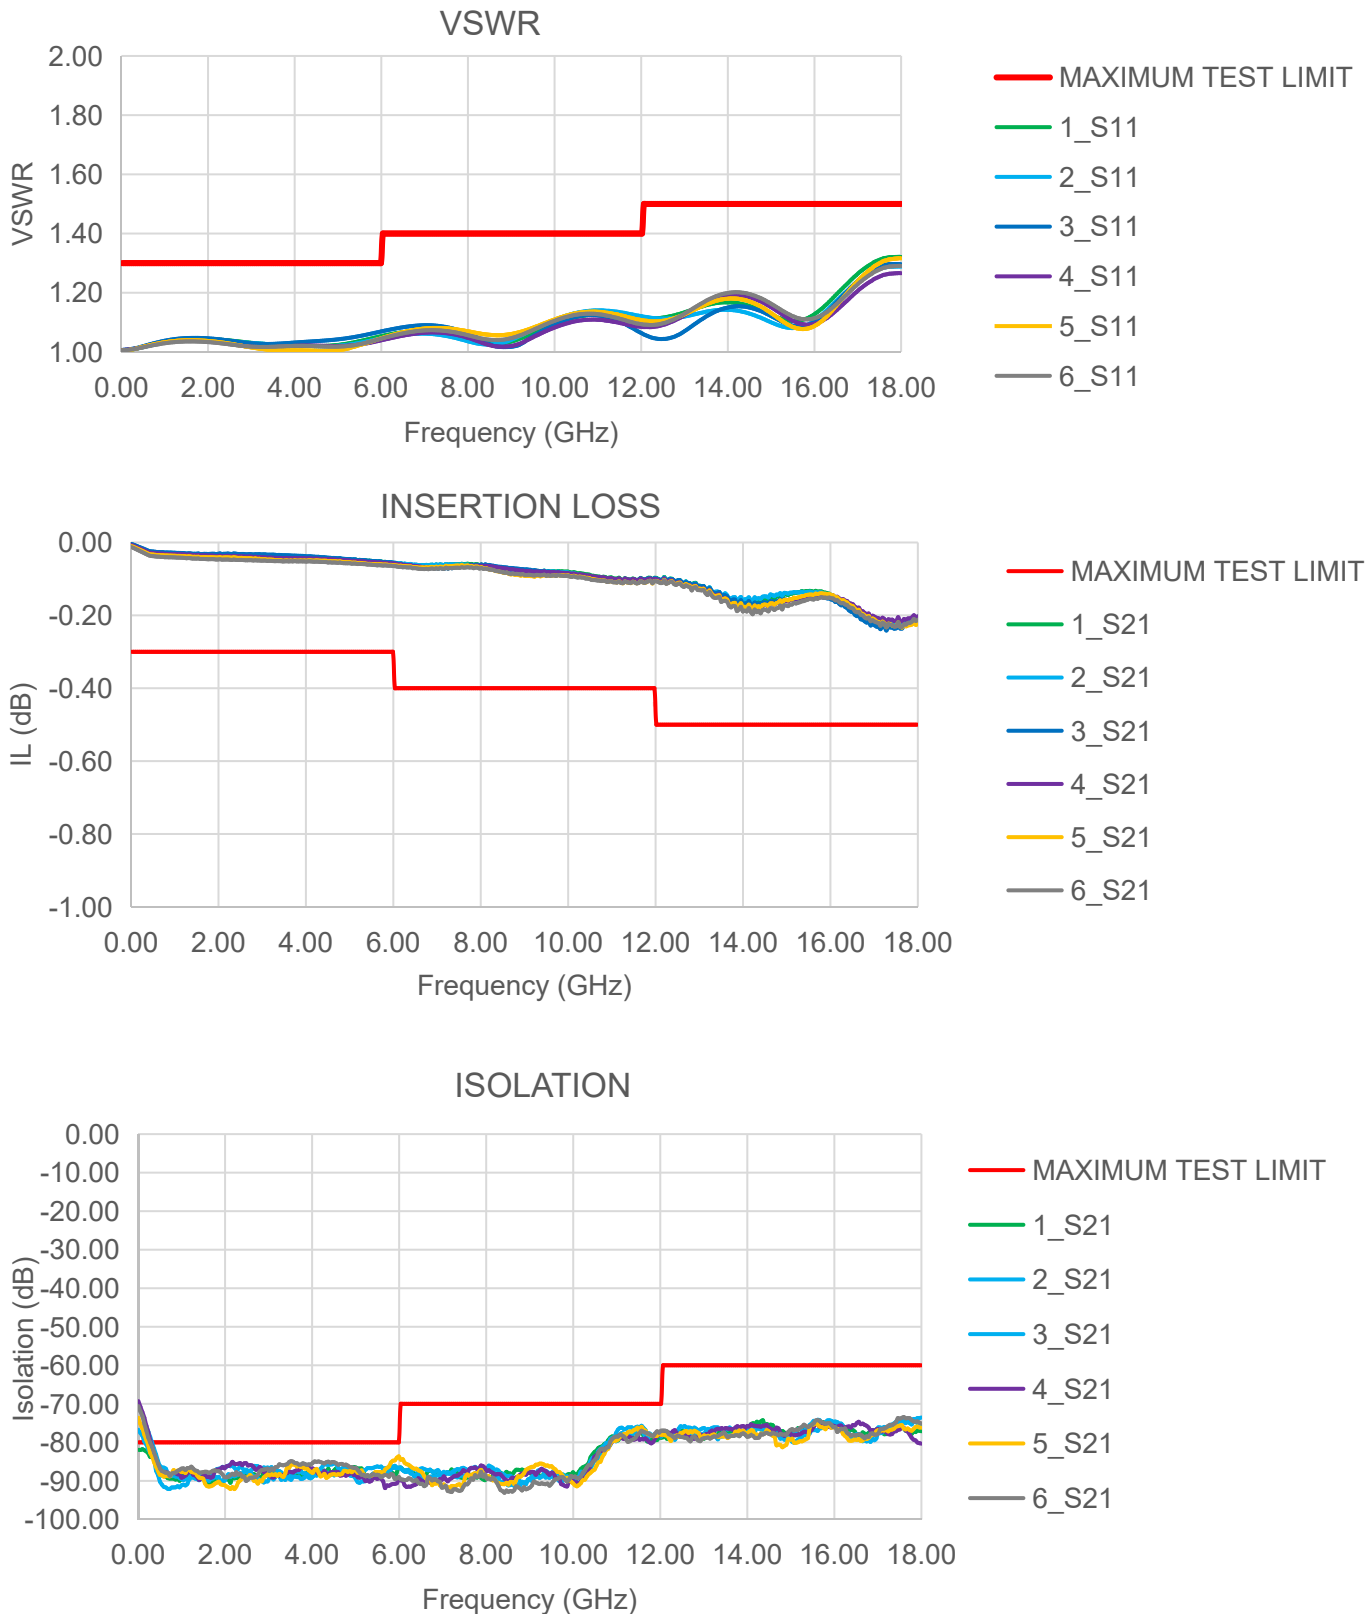 VSWR
2.00
1.80
1.60
1.40
1.20
1.00
VSWR
0.00 2.00 4.00 6.00 8.00 10.00 12.00 14.00 16.00 18.00
Frequency (GHz)
MAXIMUM TEST LIMIT
1_S11
2_S11
3_S11
4_S11
5_S11
6_S11
INSERTION LOSS
0.00
-0.20
-0.40
-0.60
-0.80
-1.00
IL (dB)
0.00 2.00 4.00 6.00 8.00 10.00 12.00 14.00 16.00 18.00
Frequency (GHz)
MAXIMUM TEST LIMIT
1_S21
2_S21
3_S21
4_S21
5_S21
6_S21
ISOLATION
0.00
-10.00
-20.00
-30.00
-40.00
-50.00
-60.00
-70.00
-80.00
-90.00
-100.00
Isolation (dB)
0.00 2.00 4.00 6.00 8.00 10.00 12.00 14.00 16.00 18.00
Frequency (GHz)
MAXIMUM TEST LIMIT
1_S21
2_S21
3_S21
4_S21
5_S21
6_S21